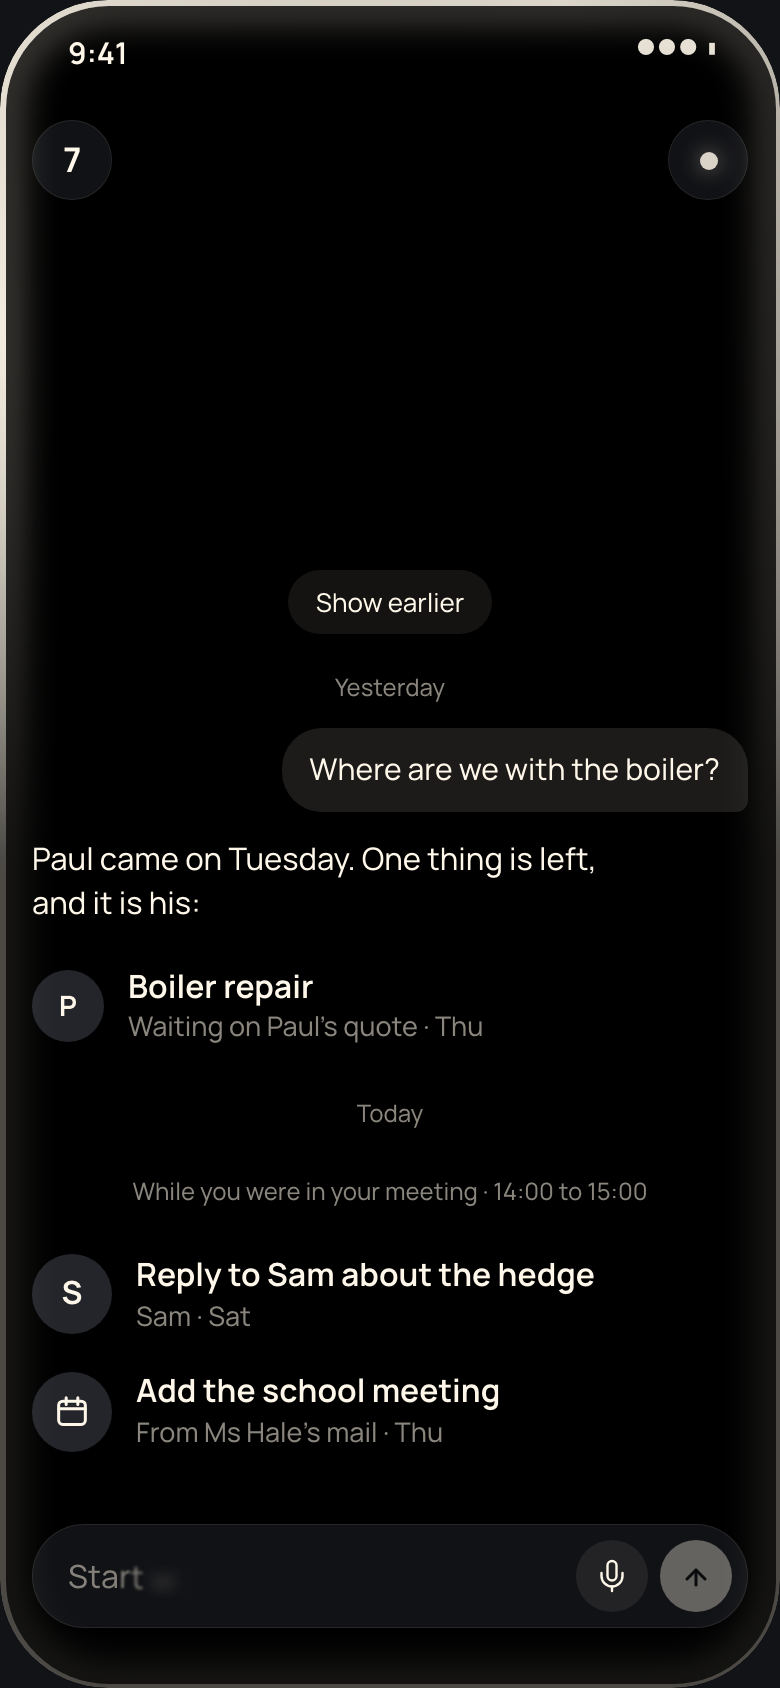 9:41
7
Show earlier
Yesterday
Where are we with the boiler?
Paul came on Tuesday. One thing is left,
and it is his:
P
Boiler repair
Waiting on Paul’s quote · Thu
Today
While you were in your meeting · 14:00 to 15:00
S
Reply to Sam about the hedge
Sam · Sat
Add the school meeting
From Ms Hale’s mail · Thu
Start